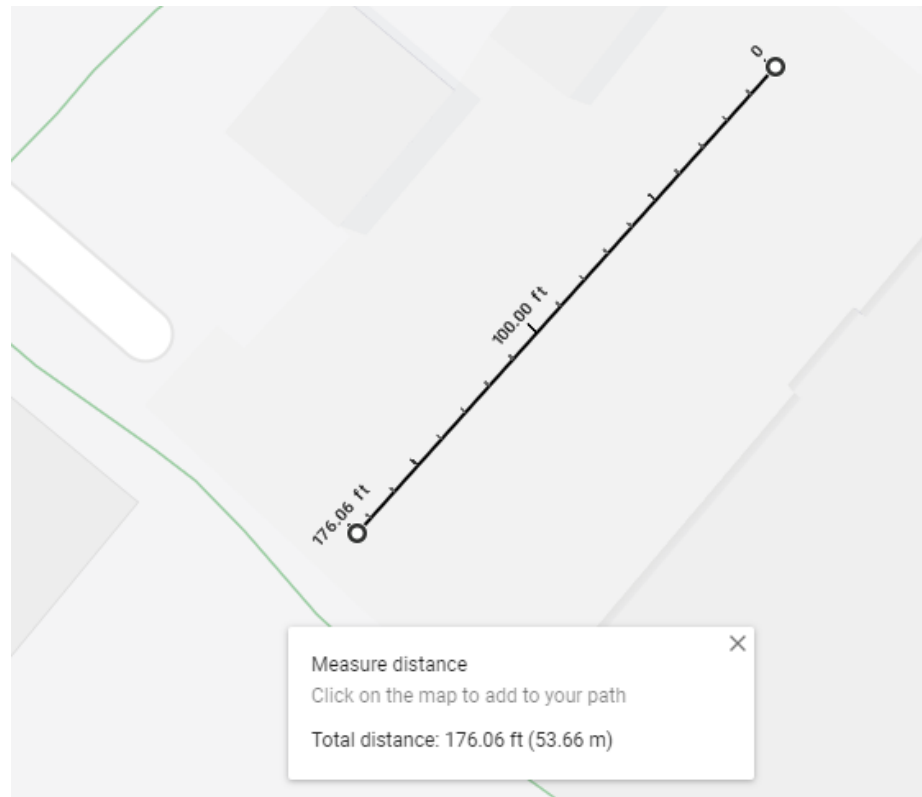 0
100.00 ft
176.06 ft
Measure distance
Click on the map to add to your path
Total distance: 176.06 ft (53.66 m)